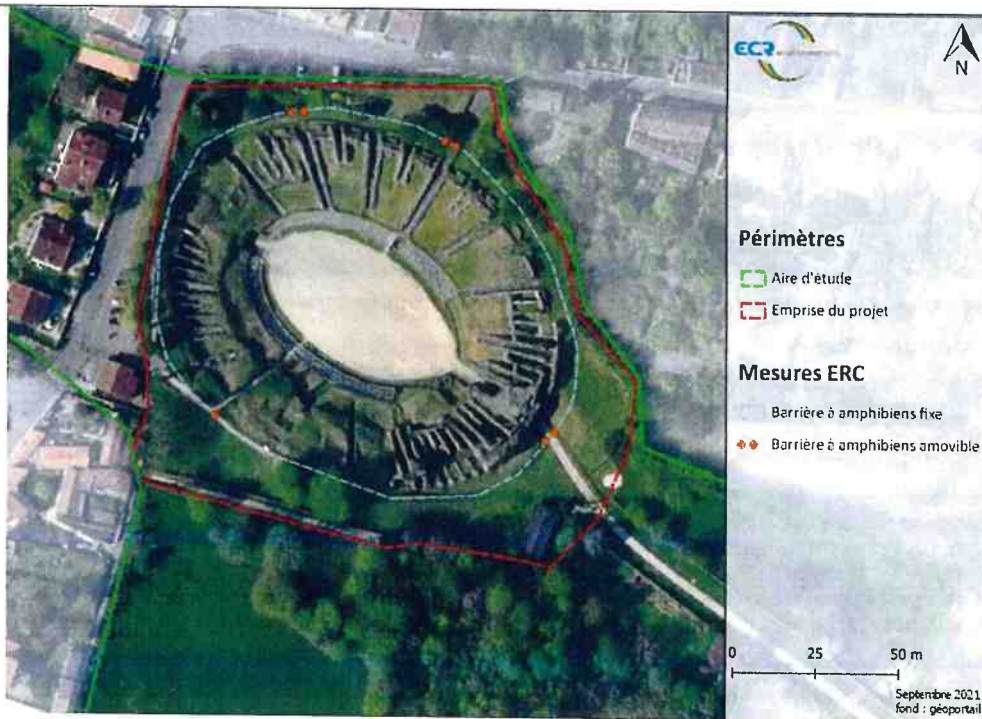 ECR
N
Périmètres
Aire d'étude
Emprise du projet
Mesures ERC
Barrière à amphibiens fixe
Barrière à amphibiens amovible
0 25 50 m
Septembre 2021
fond : géoportail